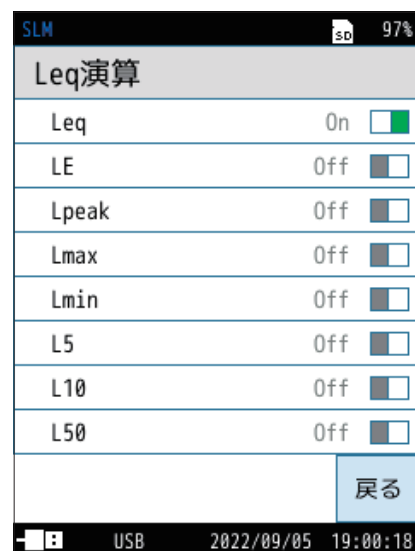 SLM SD 97%
Leq演算
Leq On
LE Off
Lpeak Off
Lmax Off
Lmin Off
L5 Off
L10 Off
L50 Off
戻る
USB 2022/09/05 19:00:18